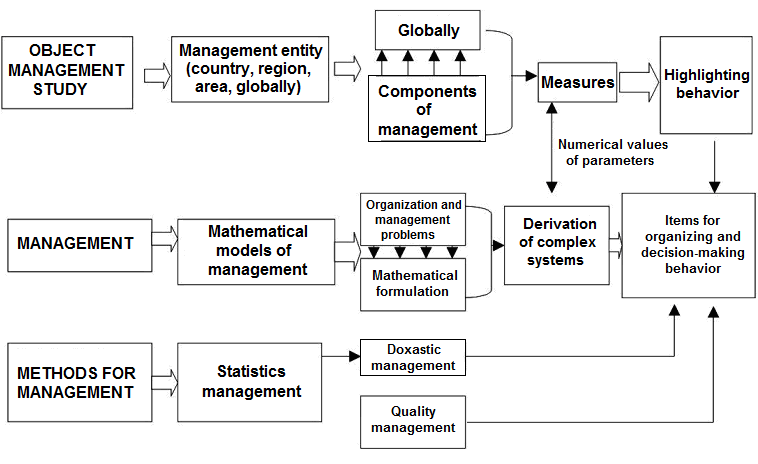 OBJECT
MANAGEMENT
STUDY
Management entity
(country, region,
area, globally)
Globally
Components
of
management
Measures
Highlighting
behavior
Numerical values
of parameters
MANAGEMENT
Mathematical
models of
management
Organization and
management
problems
Mathematical
formulation
Derivation
of complex
systems
Items for
organizing and
decision-making
behavior
METHODS FOR
MANAGEMENT
Statistics
management
Doxastic
management
Quality
management